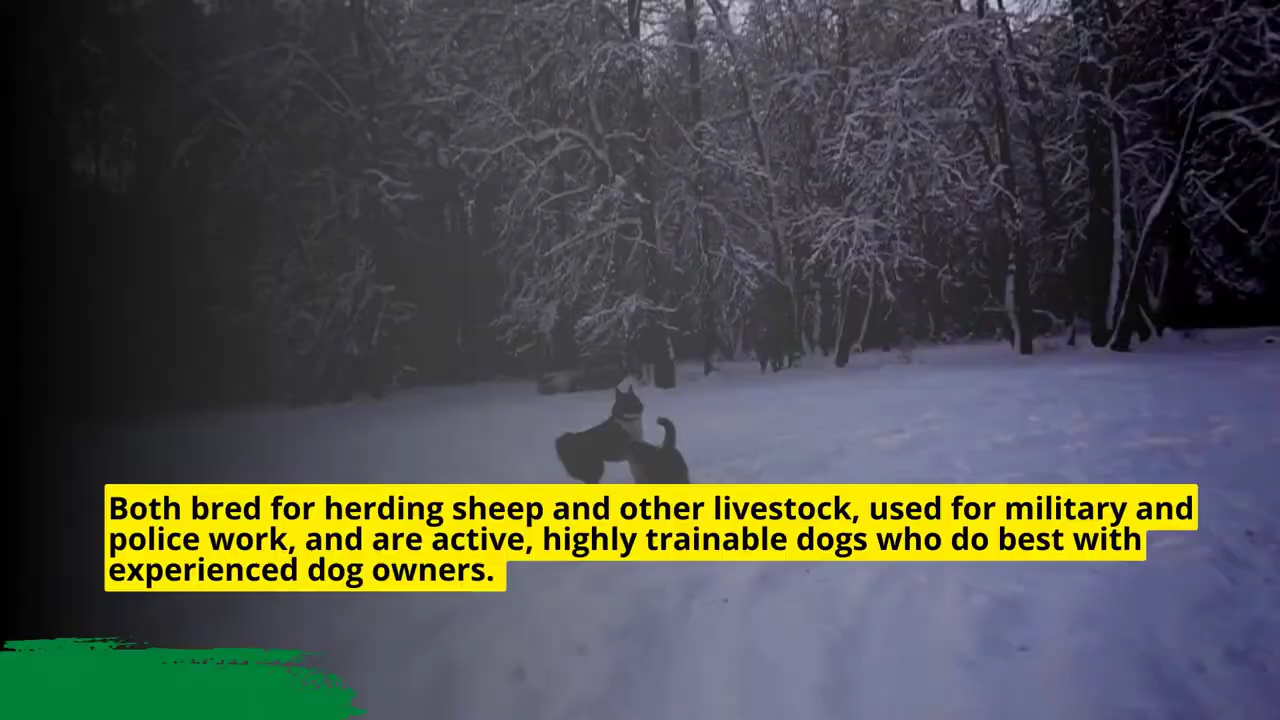 Both bred for herding sheep and other livestock, used for military and
police work, and are active, highly trainable dogs who do best with
experienced dog owners.